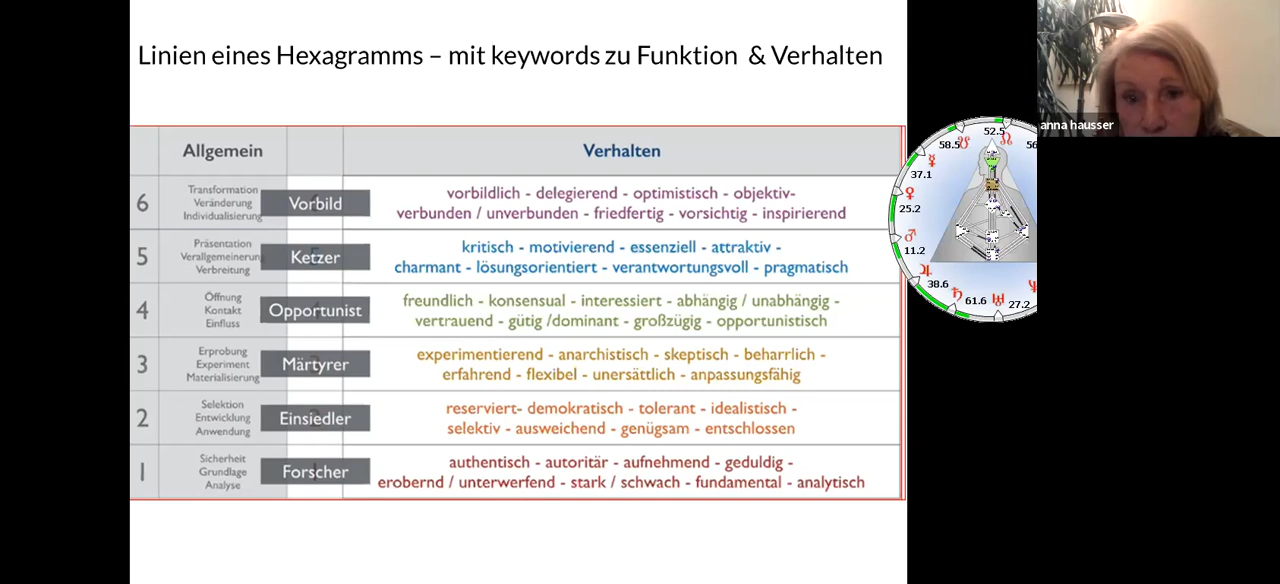 Linien eines Hexagramms – mit keywords zu Funktion & Verhalten
anna hausser
Allgemein
Verhalten
6
Transformation
Veränderung
Individualisierung
Vorbild
vorbildlich - delegierend - optimistisch - objektiv-
verbunden / unverbunden - friedfertig - vorsichtig - inspirierend
5
Präsentation
Verallgemeinerung
Verbreitung
Ketzer
kritisch - motivierend - essenziell - attraktiv -
charmant - lösungsorientiert - verantwortungsvoll - pragmatisch
4
Öffnung
Kontakt
Einfluss
Opportunist
freundlich - konsensual - interessiert - abhängig / unabhängig -
vertrauend - gütig /dominant - großzügig - opportunistisch
3
Erprobung
Experiment
Materialisierung
Märtyrer
experimentierend - anarchistisch - skeptisch - beharrlich -
erfahrend - flexibel - unersättlich - anpassungsfähig
2
Selektion
Entwicklung
Anwendung
Einsiedler
reserviert- demokratisch - tolerant - idealistisch -
selektiv - ausweichend - genügsam - entschlossen
1
Sicherheit
Grundlage
Analyse
Forscher
authentisch - autoritär - aufnehmend - geduldig -
erobernd / unterwerfend - stark / schwach - fundamental - analytisch
52.5
58.5
56
37.1
25.2
11.2
38.6
61.6
27.2